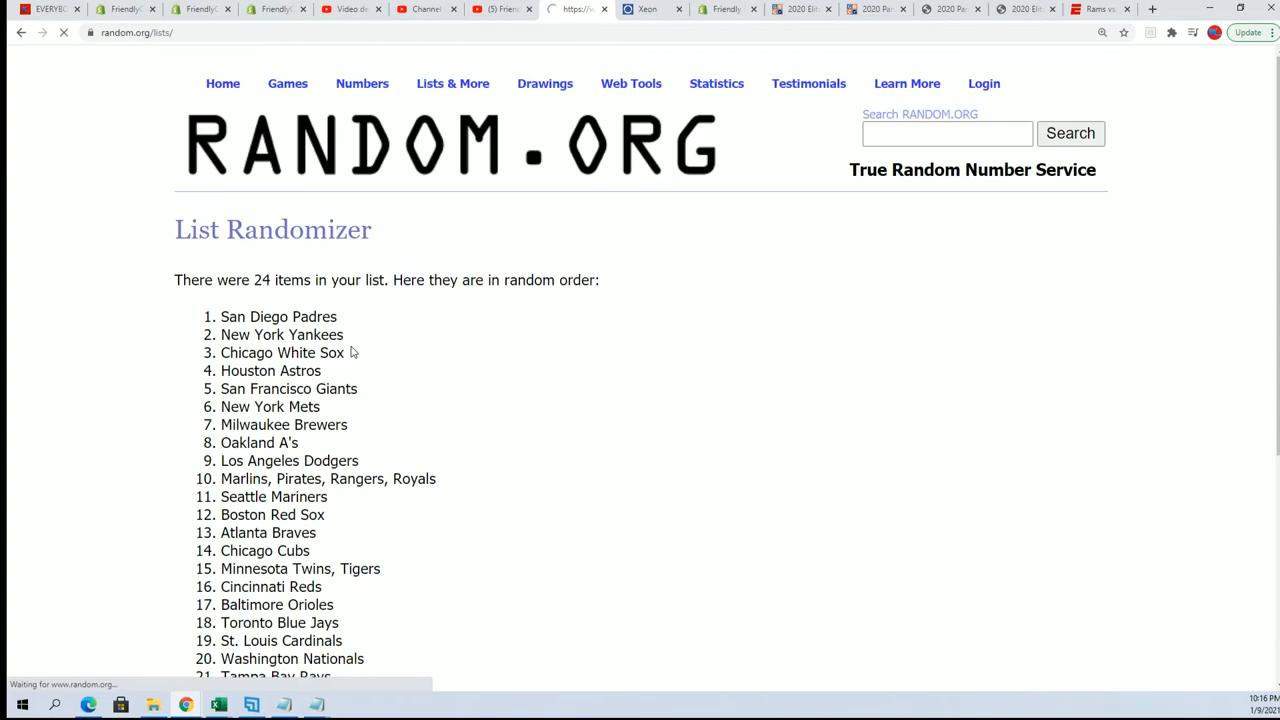 EVERYBO
FriendlyC
FriendlyC
FriendlyC
Video de
Channel
(5) Frien
https://w
Xeon
Friendly
2020 Elit
2020 Pan
2020 Pan
2020 Elit
Rams vs.
random.org/lists/
Update
Home Games Numbers Lists & More Drawings Web Tools Statistics Testimonials Learn More Login
RANDOM.ORG
Search RANDOM.ORG
Search
True Random Number Service
List Randomizer
There were 24 items in your list. Here they are in random order:
1. San Diego Padres
2. New York Yankees
3. Chicago White Sox
4. Houston Astros
5. San Francisco Giants
6. New York Mets
7. Milwaukee Brewers
8. Oakland A's
9. Los Angeles Dodgers
10. Marlins, Pirates, Rangers, Royals
11. Seattle Mariners
12. Boston Red Sox
13. Atlanta Braves
14. Chicago Cubs
15. Minnesota Twins, Tigers
16. Cincinnati Reds
17. Baltimore Orioles
18. Toronto Blue Jays
19. St. Louis Cardinals
20. Washington Nationals
21. Tampa Bay Rays
Waiting for www.random.org...
10:16 PM
1/9/2021